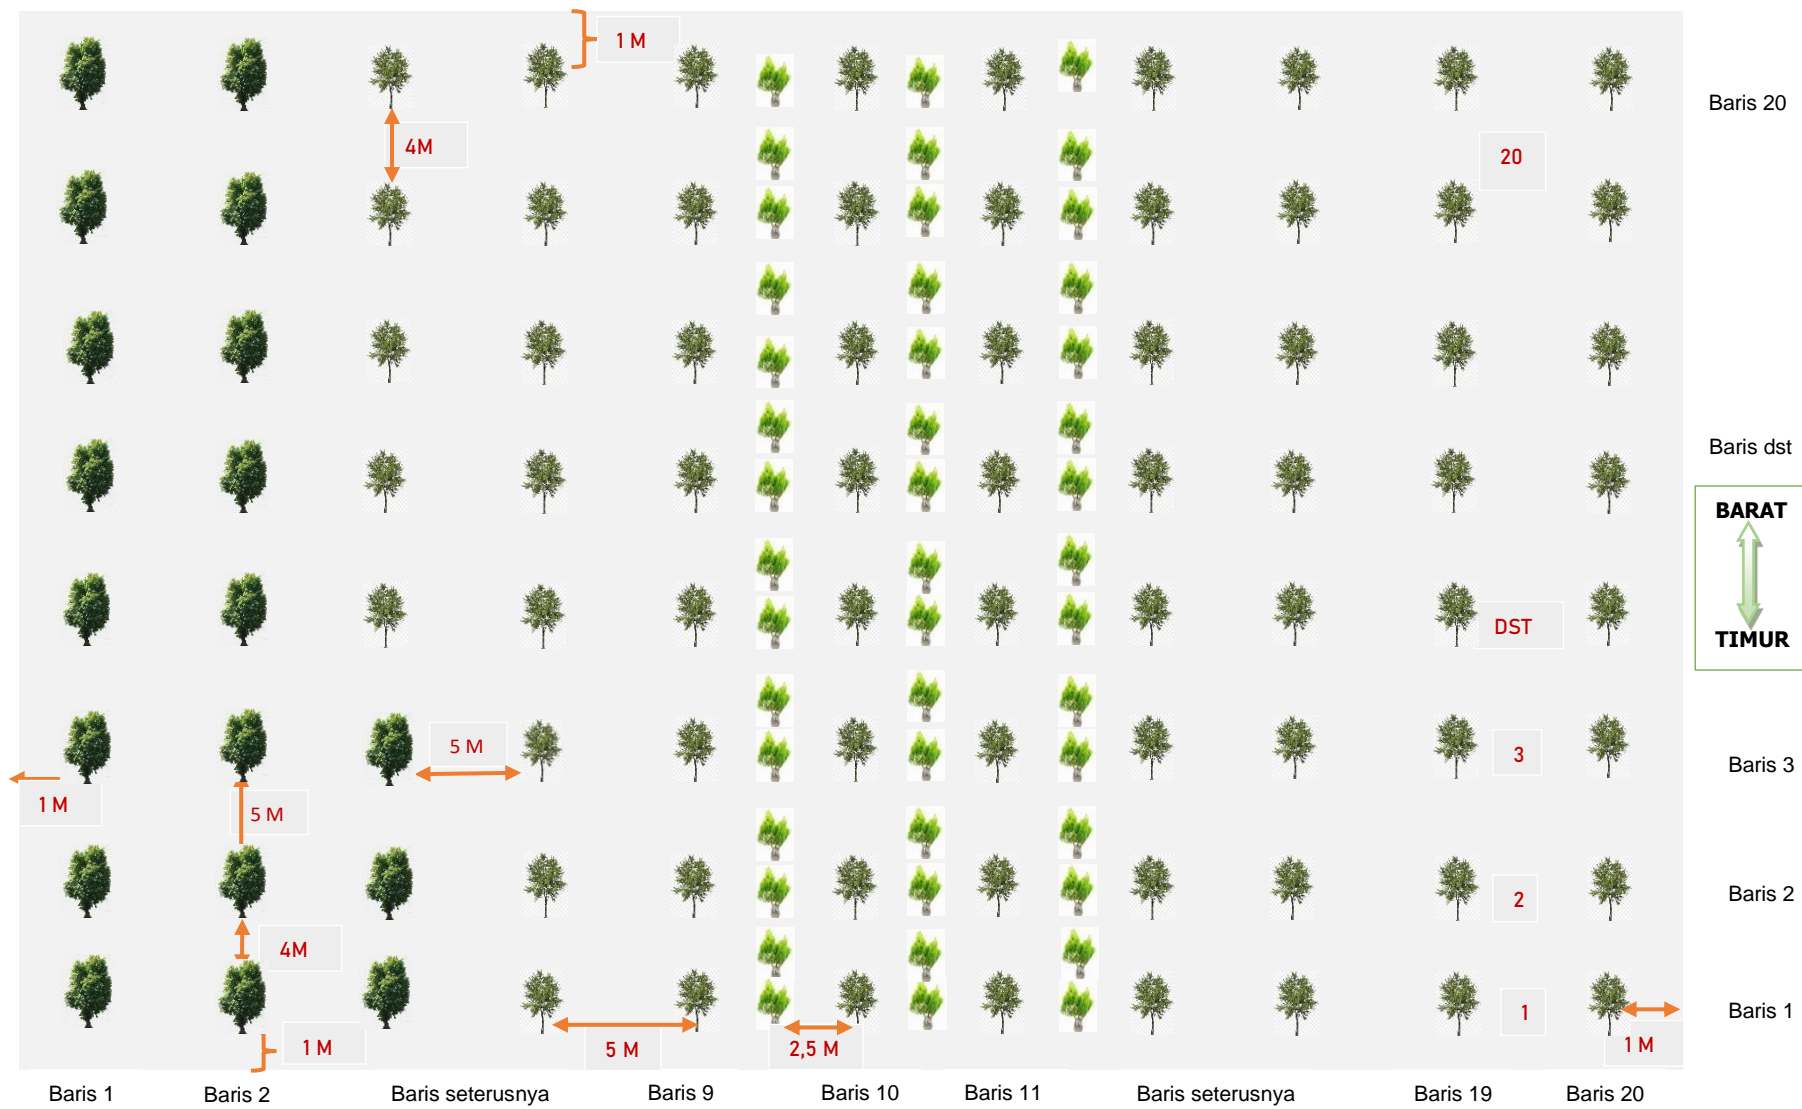 1 M
Baris 20
4M
20
Baris dst
BARAT
TIMUR
DST
5 M
3
Baris 3
1 M
5 M
2
Baris 2
4M
1
Baris 1
1 M
5 M
2,5 M
1 M
Baris 1
Baris 2
Baris seterusnya
Baris 9
Baris 10
Baris 11
Baris seterusnya
Baris 19
Baris 20